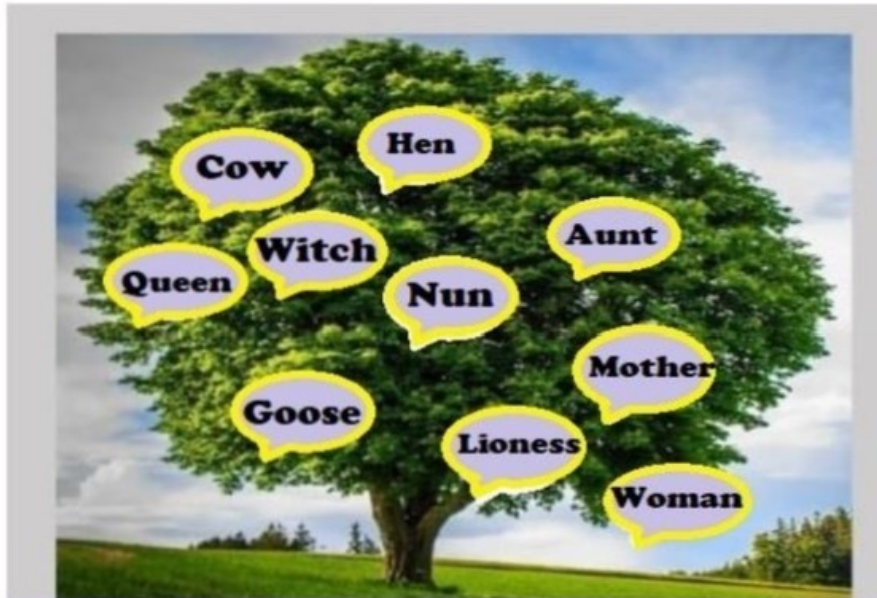 Hen
Cow
Aunt
Witch
Queen
Nun
Mother
Goose
Lioness
Woman